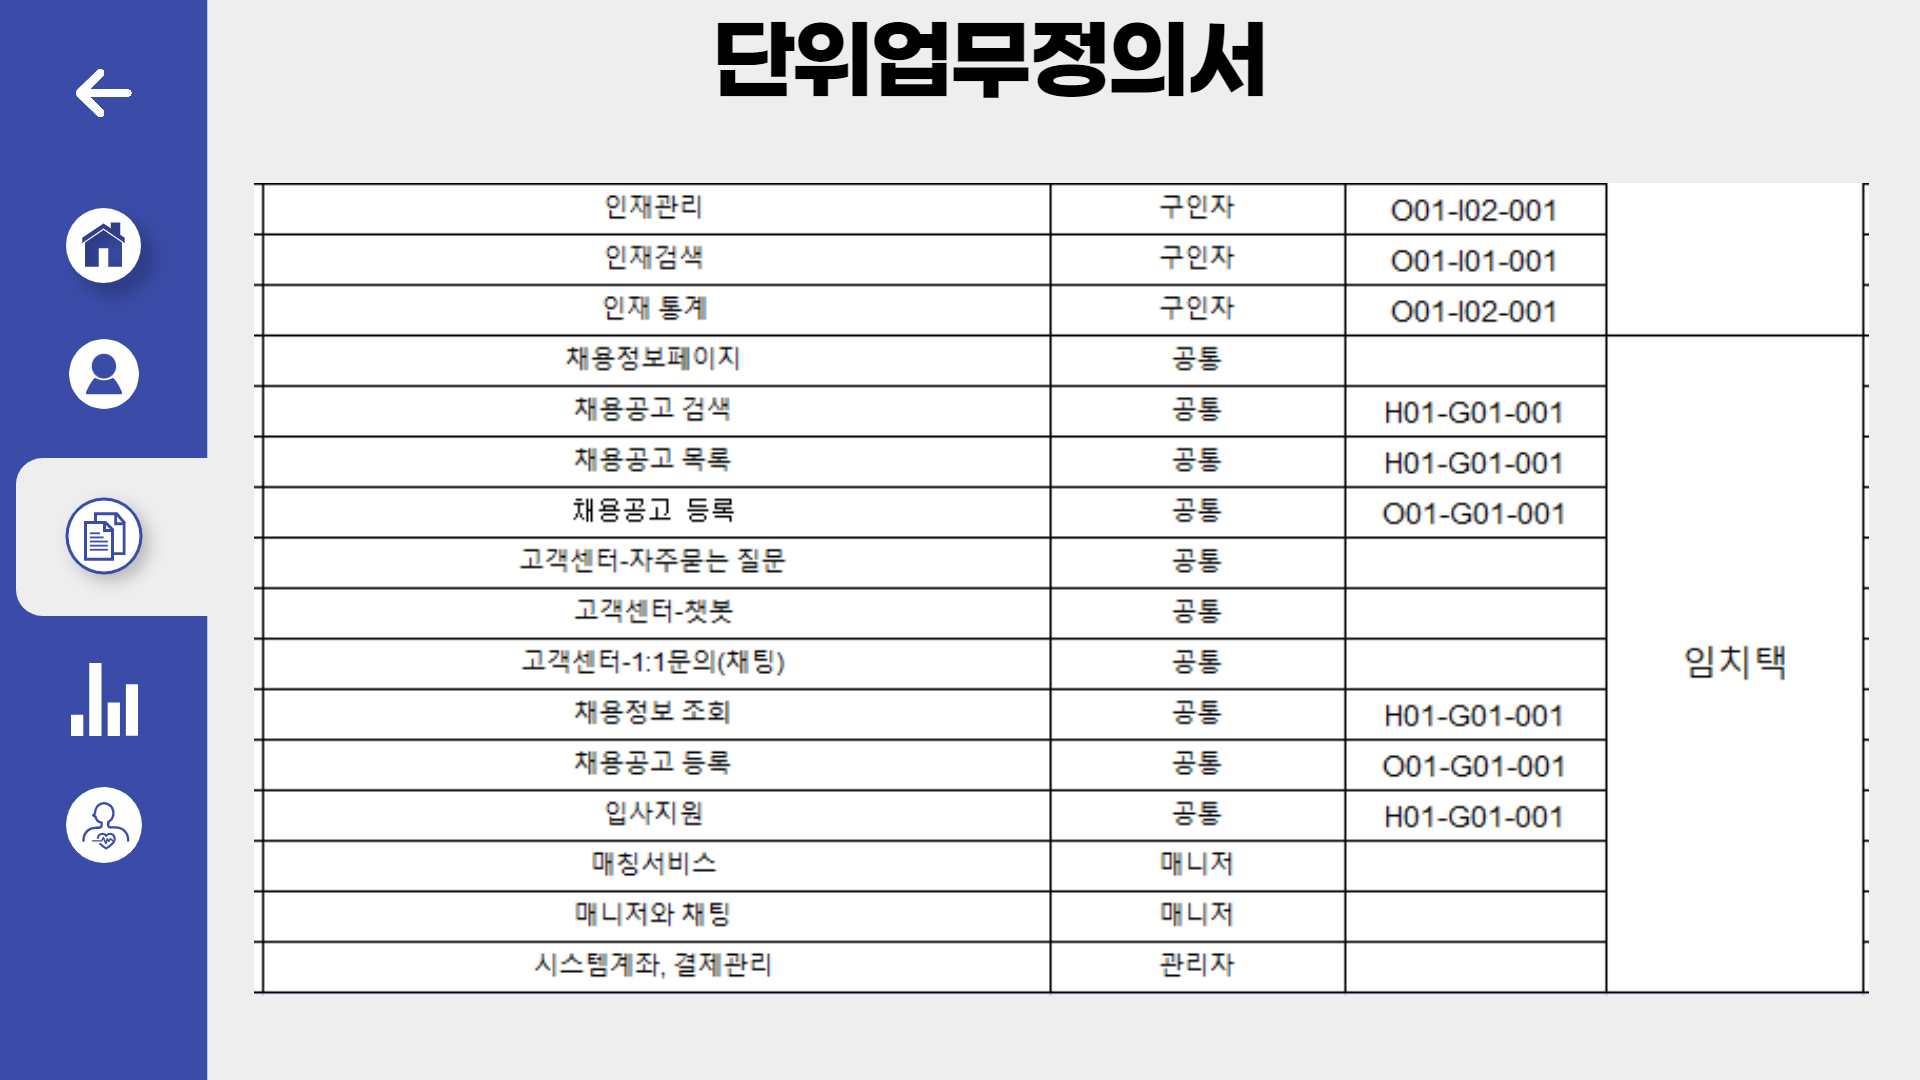 단위업무정의서
인재관리 구인자 O01-I02-001
인재검색 구인자 O01-I01-001
인재 통계 구인자 O01-I02-001
채용정보페이지 공통
채용공고 검색 공통 H01-G01-001
채용공고 목록 공통 H01-G01-001
채용공고 등록 공통 O01-G01-001
고객센터-자주묻는 질문 공통
고객센터-챗봇 공통
고객센터-1:1문의(채팅) 공통
임치택
채용정보 조회 공통 H01-G01-001
채용공고 등록 공통 O01-G01-001
입사지원 공통 H01-G01-001
매칭서비스 매니저
매니저와 채팅 매니저
시스템계좌, 결제관리 관리자